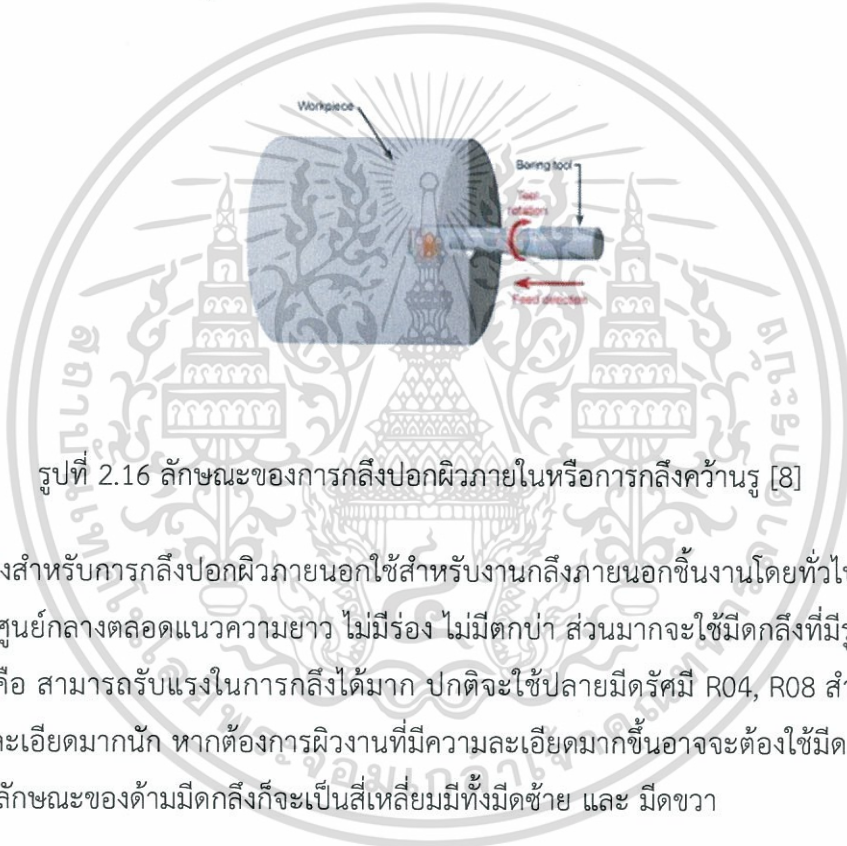 Workpiece
Boring tool
Tool
rotation
Feed direction
รูปที่ 2.16 ลักษณะของการกลึงปอกผิวภายในหรือการกลึงคว้านรู [8]
งสำหรับการกลึงปอกผิวภายนอกใช้สำหรับงานกลึงภายนอกชิ้นงานโดยทั่วไป
ศูนย์กลางตลอดแนวความยาว ไม่มีร่อง ไม่มีตกบ่า ส่วนมากจะใช้มีดกลึงที่มีรู
คือ สามารถรับแรงในการกลึงได้มาก ปกติจะใช้ปลายมีดรัศมี R04, R08 สำ
ละเอียดมากนัก หากต้องการผิวงานที่มีความละเอียดมากขึ้นอาจจะต้องใช้มีด
ลักษณะของด้ามมีดกลึงก็จะเป็นสี่เหลี่ยมมีทั้งมีดซ้าย และ มีดขวา